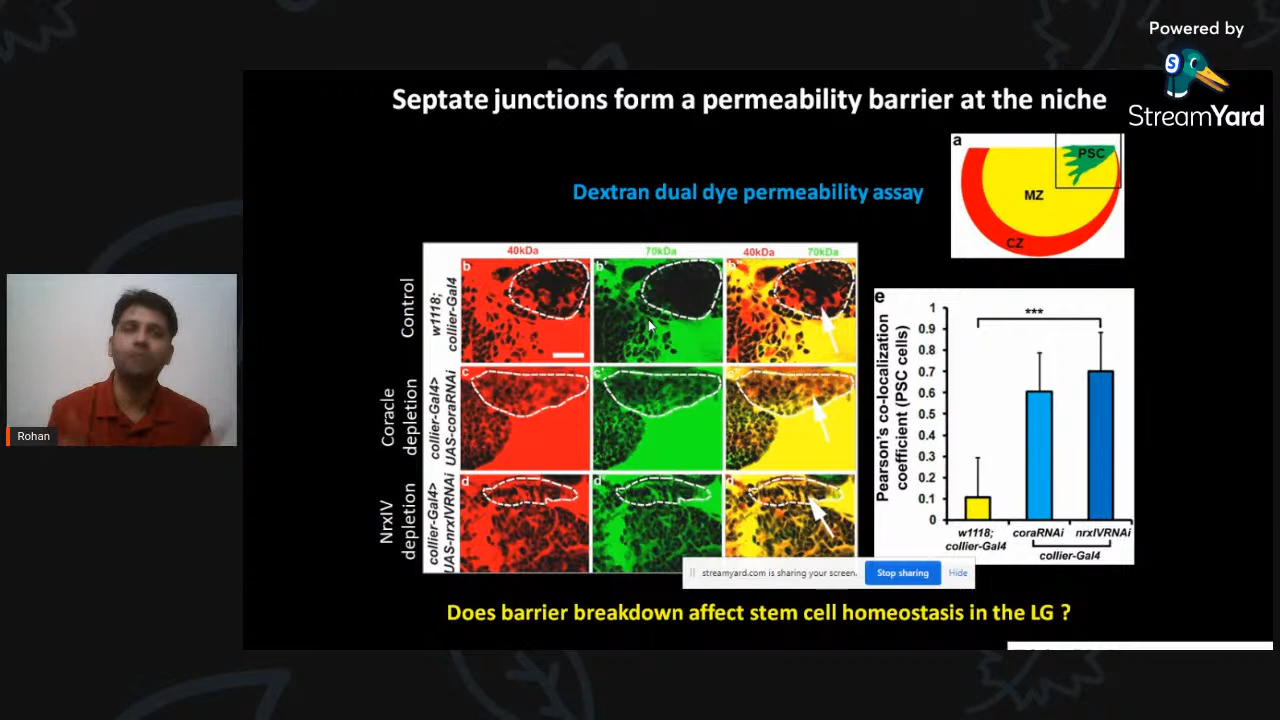 Powered by
StreamYard
Septate junctions form a permeability barrier at the niche
Dextran dual dye permeability assay
a
PSC
MZ
CZ
40kDa
70kDa
40kDa 70kDa
Control
w1118;
collier-Gal4
b
b'
Coracle
depletion
collier-Gal4>
UAS-coraRNAi
c
c'
NrxIV
depletion
collier-Gal4>
UAS-nrxIVRNAi
d
d'
e
Pearson's co-localization
coefficient (PSC cells)
1
0.9
0.8
0.7
0.6
0.5
0.4
0.3
0.2
0.1
0
***
w1118;
collier-Gal4
coraRNAi
nrxIVRNAi
collier-Gal4
Rohan
streamyard.com is sharing your screen.
Stop sharing
Hide
Does barrier breakdown affect stem cell homeostasis in the LG ?